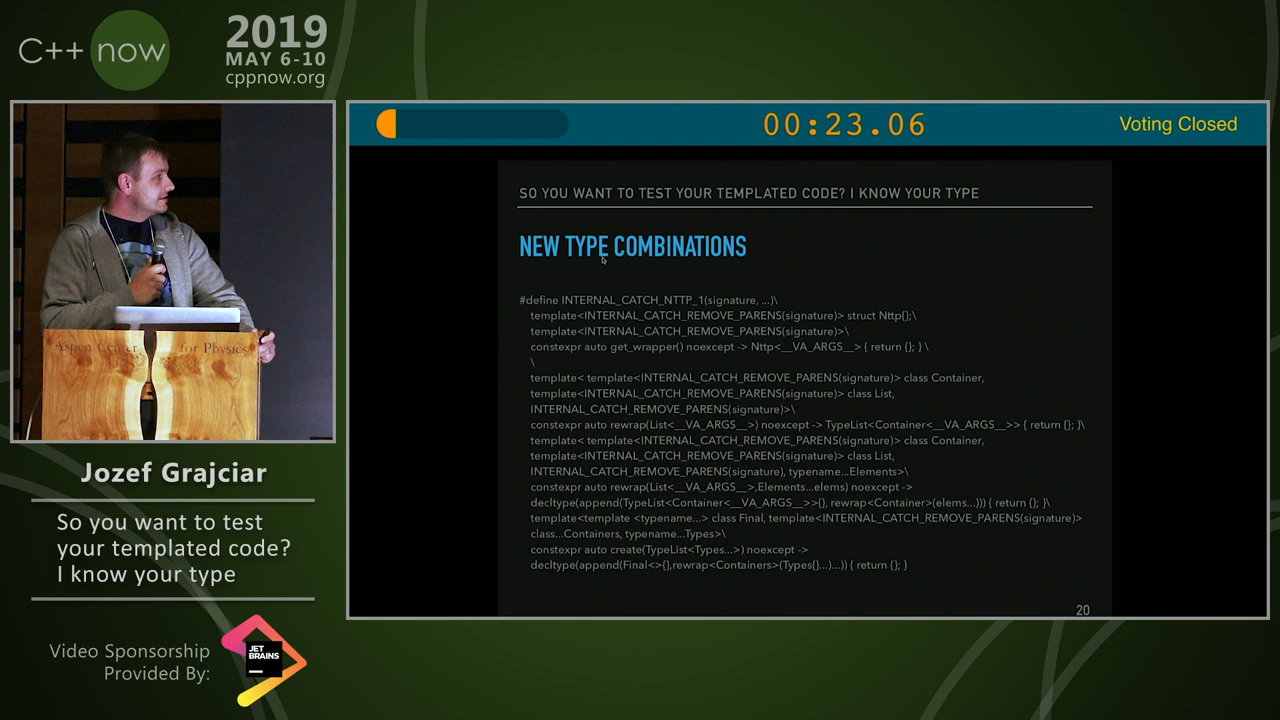 C++ now
2019
MAY 6-10
cppnow.org
00:23.06
Voting Closed
SO YOU WANT TO TEST YOUR TEMPLATED CODE? I KNOW YOUR TYPE
NEW TYPE COMBINATIONS
#define INTERNAL_CATCH_NTTP_1(signature, ...)\
template<INTERNAL_CATCH_REMOVE_PARENS(signature)> struct Nttp{};\
template<INTERNAL_CATCH_REMOVE_PARENS(signature)>\
constexpr auto get_wrapper() noexcept -> Nttp<__VA_ARGS__> { return {}; } \
\
template< template<INTERNAL_CATCH_REMOVE_PARENS(signature)> class Container,
template<INTERNAL_CATCH_REMOVE_PARENS(signature)> class List,
INTERNAL_CATCH_REMOVE_PARENS(signature)>\
constexpr auto rewrap(List<__VA_ARGS__>) noexcept -> TypeList<Container<__VA_ARGS__>> { return {}; }\
template< template<INTERNAL_CATCH_REMOVE_PARENS(signature)> class Container,
template<INTERNAL_CATCH_REMOVE_PARENS(signature)> class List,
INTERNAL_CATCH_REMOVE_PARENS(signature), typename...Elements>\
constexpr auto rewrap(List<__VA_ARGS__>,Elements...elems) noexcept ->
decltype(append(TypeList<Container<__VA_ARGS__>>{}, rewrap<Container>(elems...))) { return {}; }\
template<template <typename...> class Final, template<INTERNAL_CATCH_REMOVE_PARENS(signature)>
class...Containers, typename...Types>\
constexpr auto create(TypeList<Types...>) noexcept ->
decltype(append(Final<>{},rewrap<Containers>(Types{}...)...)) { return {}; }
20
Aspen Center for Physics
Jozef Grajciar
So you want to test
your templated code?
I know your type
Video Sponsorship
Provided By:
JET
BRAINS